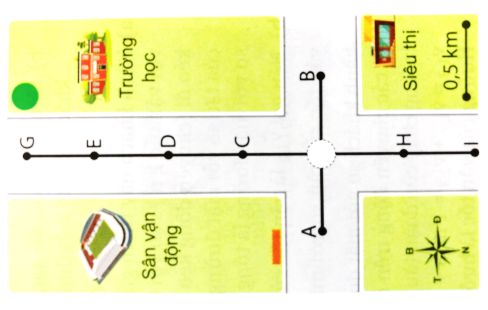 G
E
Trường
học
Sân vận
động
D
C
A B
H
Siêu thị
0,5 km
B
T Đ
N
I